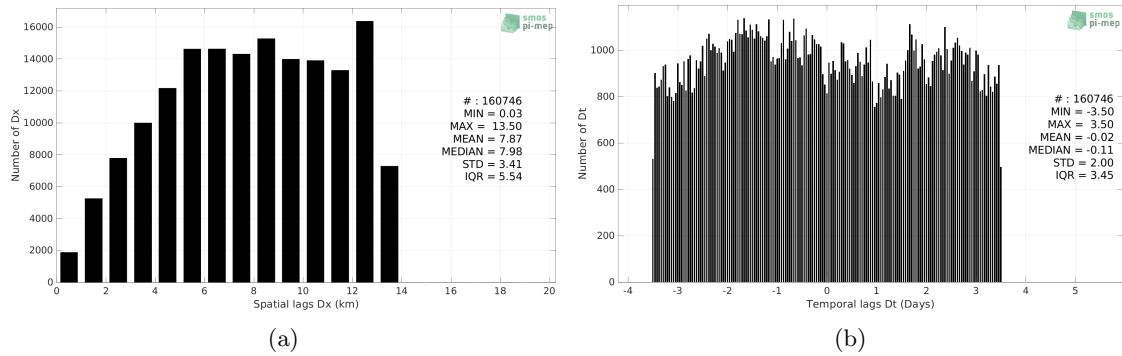 smos
pi-mep
16000
14000
12000
10000
8000
6000
4000
2000
0
Number of Dx
# : 160746
MIN = 0.03
MAX = 13.50
MEAN = 7.87
MEDIAN = 7.98
STD = 3.41
IQR = 5.54
0 2 4 6 8 10 12 14 16 18 20
Spatial lags Dx (km)
(a)
smos
pi-mep
1000
800
600
400
200
0
Number of Dt
# : 160746
MIN = -3.50
MAX = 3.50
MEAN = -0.02
MEDIAN = -0.11
STD = 2.00
IQR = 3.45
-4 -3 -2 -1 0 1 2 3 4 5
Temporal lags Dt (Days)
(b)